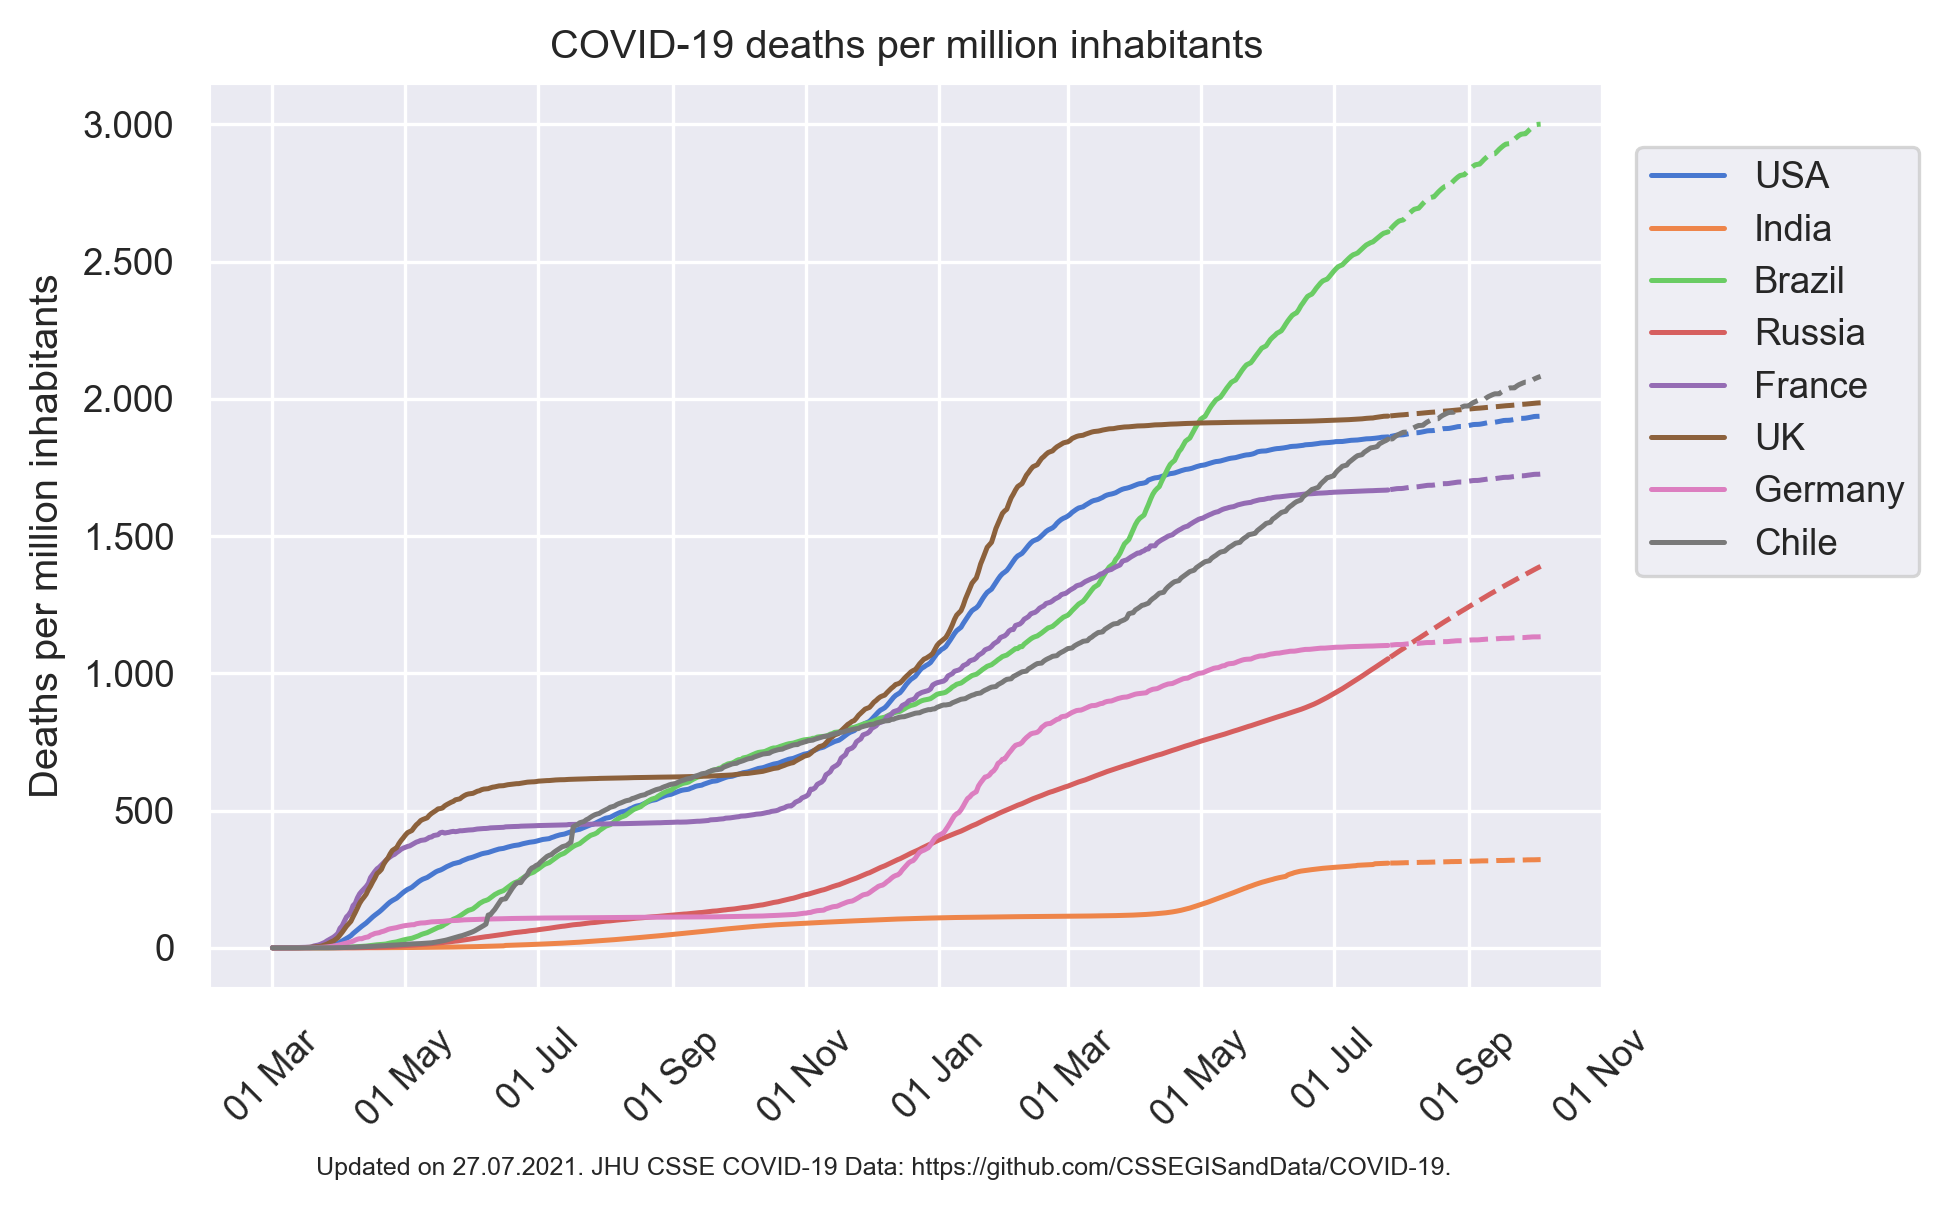 COVID-19 deaths per million inhabitants
Deaths per million inhabitants
3.000
2.500
2.000
1.500
1.000
500
0
01 Mar
01 May
01 Jul
01 Sep
01 Nov
01 Jan
01 Mar
01 May
01 Jul
01 Sep
01 Nov
USA
India
Brazil
Russia
France
UK
Germany
Chile
Updated on 27.07.2021. JHU CSSE COVID-19 Data: https://github.com/CSSEGISandData/COVID-19.